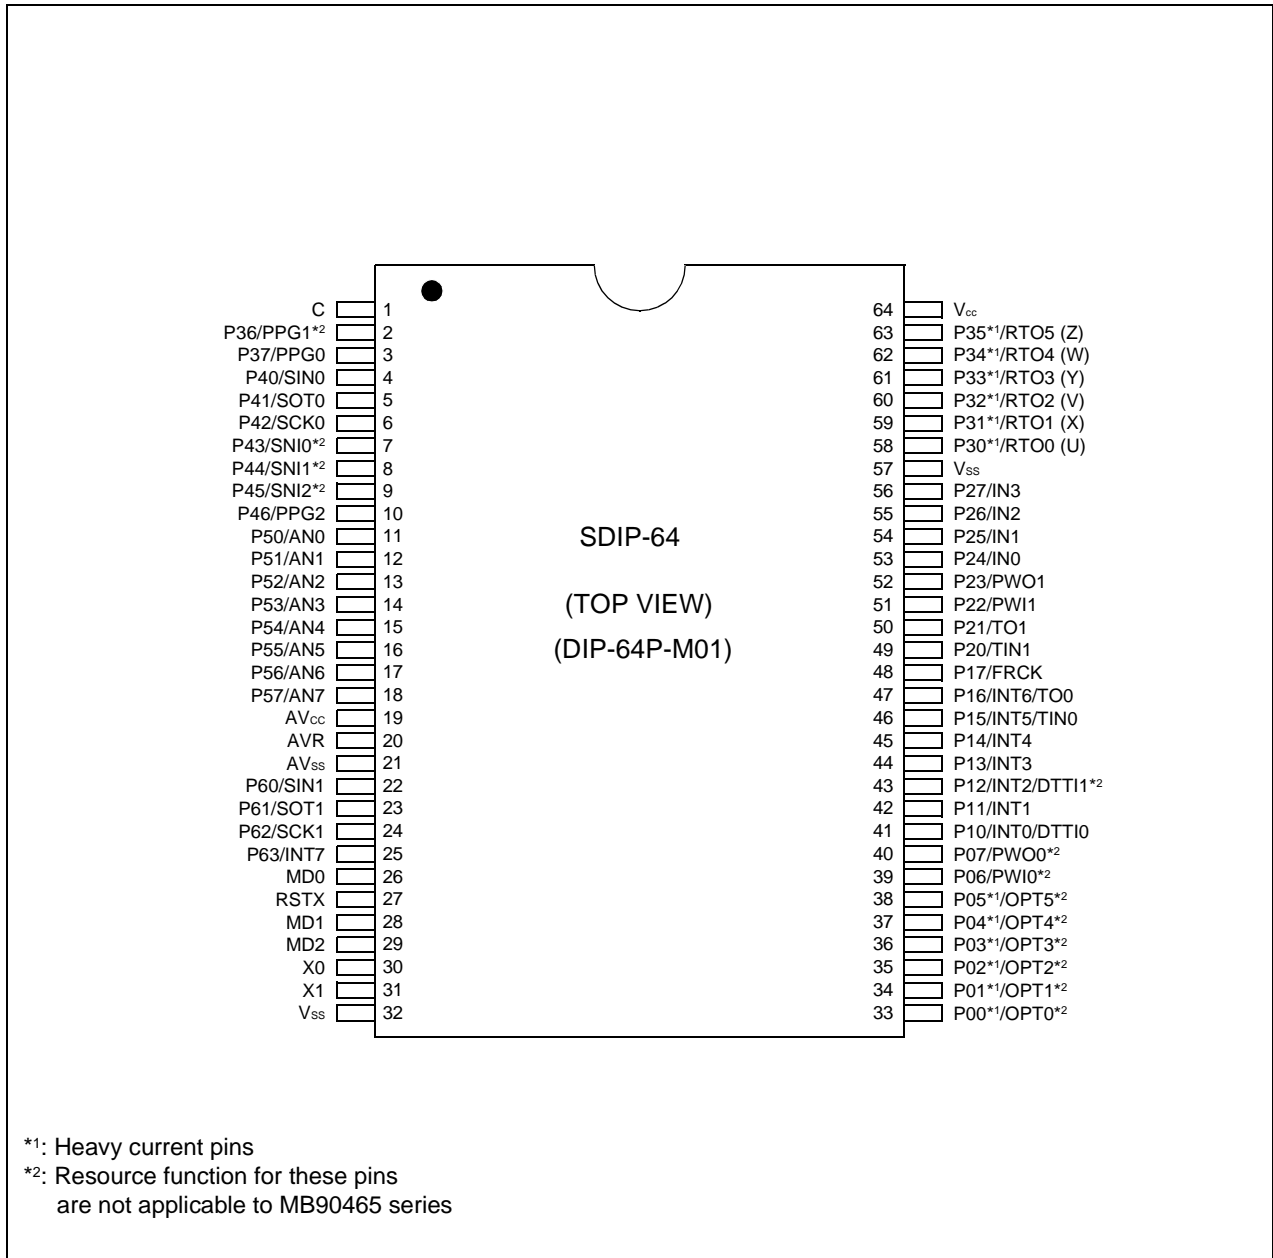 C 1
P36/PPG1*2 2
P37/PPG0 3
P40/SIN0 4
P41/SOT0 5
P42/SCK0 6
P43/SNI0*2 7
P44/SNI1*2 8
P45/SNI2*2 9
P46/PPG2 10
P50/AN0 11
P51/AN1 12
P52/AN2 13
P53/AN3 14
P54/AN4 15
P55/AN5 16
P56/AN6 17
P57/AN7 18
AVCC 19
AVR 20
AVSS 21
P60/SIN1 22
P61/SOT1 23
P62/SCK1 24
P63/INT7 25
MD0 26
RSTX 27
MD1 28
MD2 29
X0 30
X1 31
VSS 32
SDIP-64
(TOP VIEW)
(DIP-64P-M01)
64 Vcc
63 P35*1/RTO5 (Z)
62 P34*1/RTO4 (W)
61 P33*1/RTO3 (Y)
60 P32*1/RTO2 (V)
59 P31*1/RTO1 (X)
58 P30*1/RTO0 (U)
57 VSS
56 P27/IN3
55 P26/IN2
54 P25/IN1
53 P24/IN0
52 P23/PWO1
51 P22/PWI1
50 P21/TO1
49 P20/TIN1
48 P17/FRCK
47 P16/INT6/TO0
46 P15/INT5/TIN0
45 P14/INT4
44 P13/INT3
43 P12/INT2/DTTI1*2
42 P11/INT1
41 P10/INT0/DTTI0
40 P07/PWO0*2
39 P06/PWI0*2
38 P05*1/OPT5*2
37 P04*1/OPT4*2
36 P03*1/OPT3*2
35 P02*1/OPT2*2
34 P01*1/OPT1*2
33 P00*1/OPT0*2
*1: Heavy current pins
*2: Resource function for these pins
are not applicable to MB90465 series